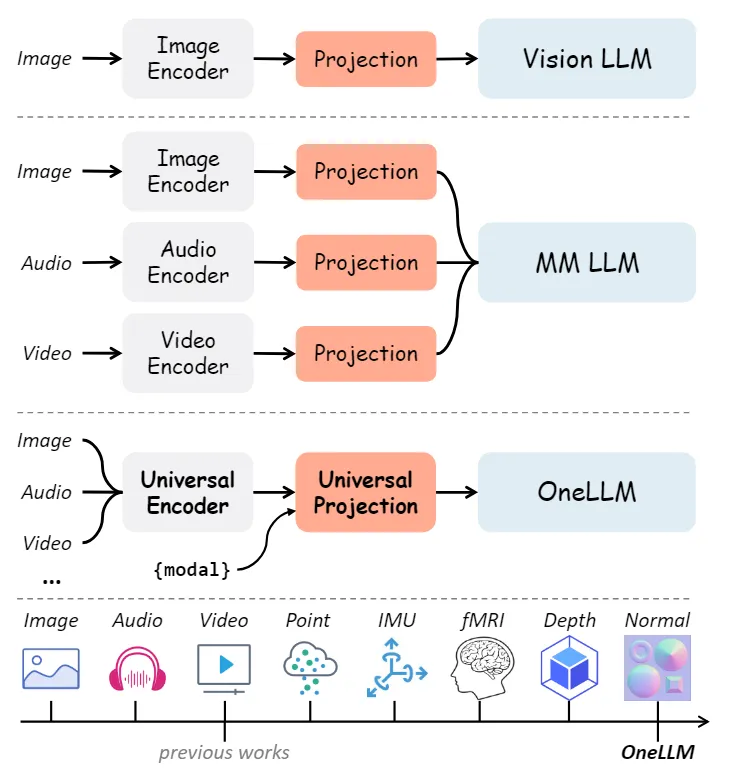 Image
Image
Encoder
Projection
Vision LLM
Image
Image
Encoder
Projection
Audio
Audio
Encoder
Projection
MM LLM
Video
Video
Encoder
Projection
Image
Audio
Video
...
Universal
Encoder
Universal
Projection
OneLLM
{modal}
Image Audio Video Point IMU fMRI Depth Normal
previous works
OneLLM